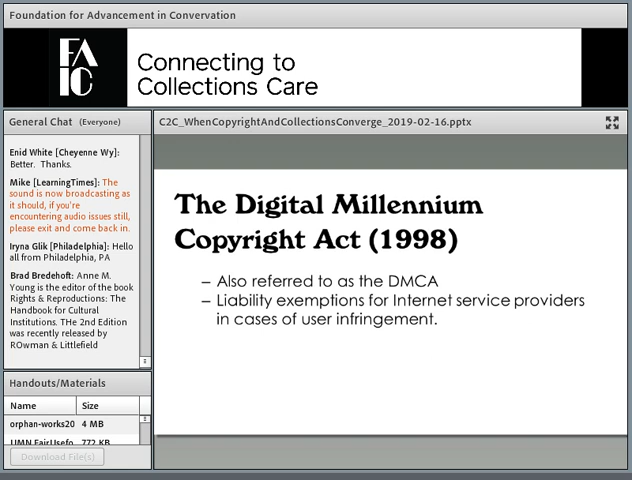 Foundation for Advancement in Convervation
FA
IC
Connecting to
Collections Care
General Chat (Everyone)
Enid White [Cheyenne Wy]:
Better. Thanks.
Mike [LearningTimes]: The
sound is now broadcasting as
it should, if you're
encountering audio issues still,
please exit and come back in.
Iryna Glik [Philadelphia]: Hello
all from Philadelphia, PA
Brad Bredehoft: Anne M.
Young is the editor of the book
Rights & Reproductions: The
Handbook for Cultural
Institutions. THe 2nd Edition
was recently released by
ROwman & Littlefield
Handouts/Materials
Name Size
orphan-works20 4 MB
UMN FairUsefo 772 KB
Download File(s)
C2C_WhenCopyrightAndCollectionsConverge_2019-02-16.pptx
The Digital Millennium
Copyright Act (1998)
– Also referred to as the DMCA
– Liability exemptions for Internet service providers
in cases of user infringement.